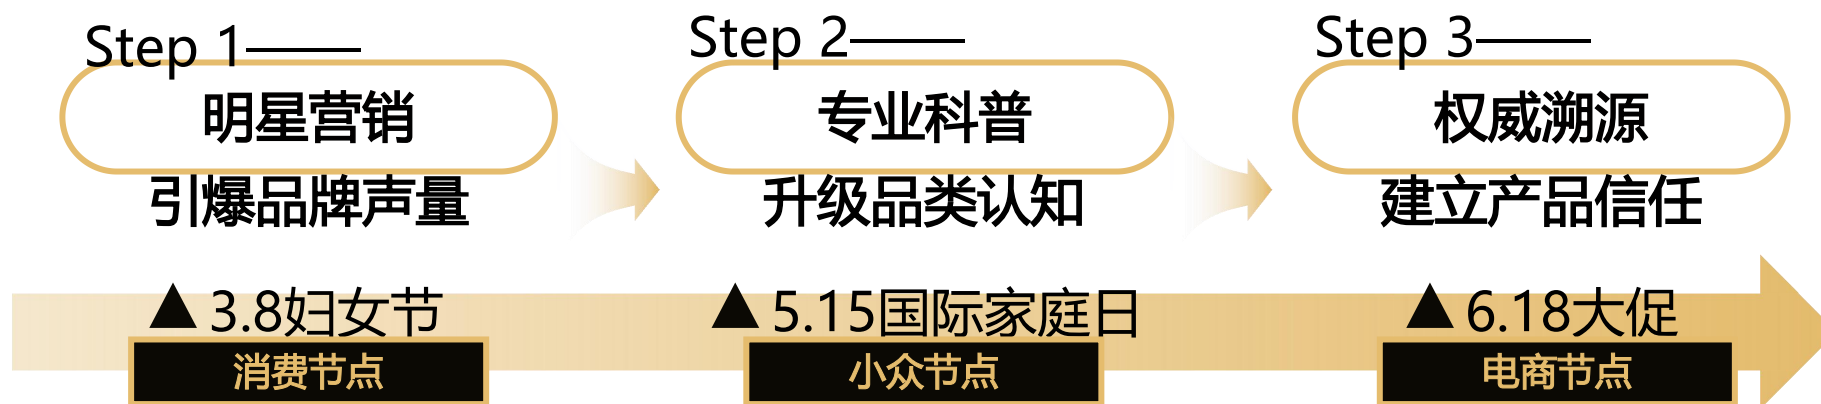 Step 1——
明星营销
引爆品牌声量
▲ 3.8妇女节
消费节点
Step 2——
专业科普
升级品类认知
▲ 5.15国际家庭日
小众节点
Step 3——
权威溯源
建立产品信任
▲ 6.18大促
电商节点